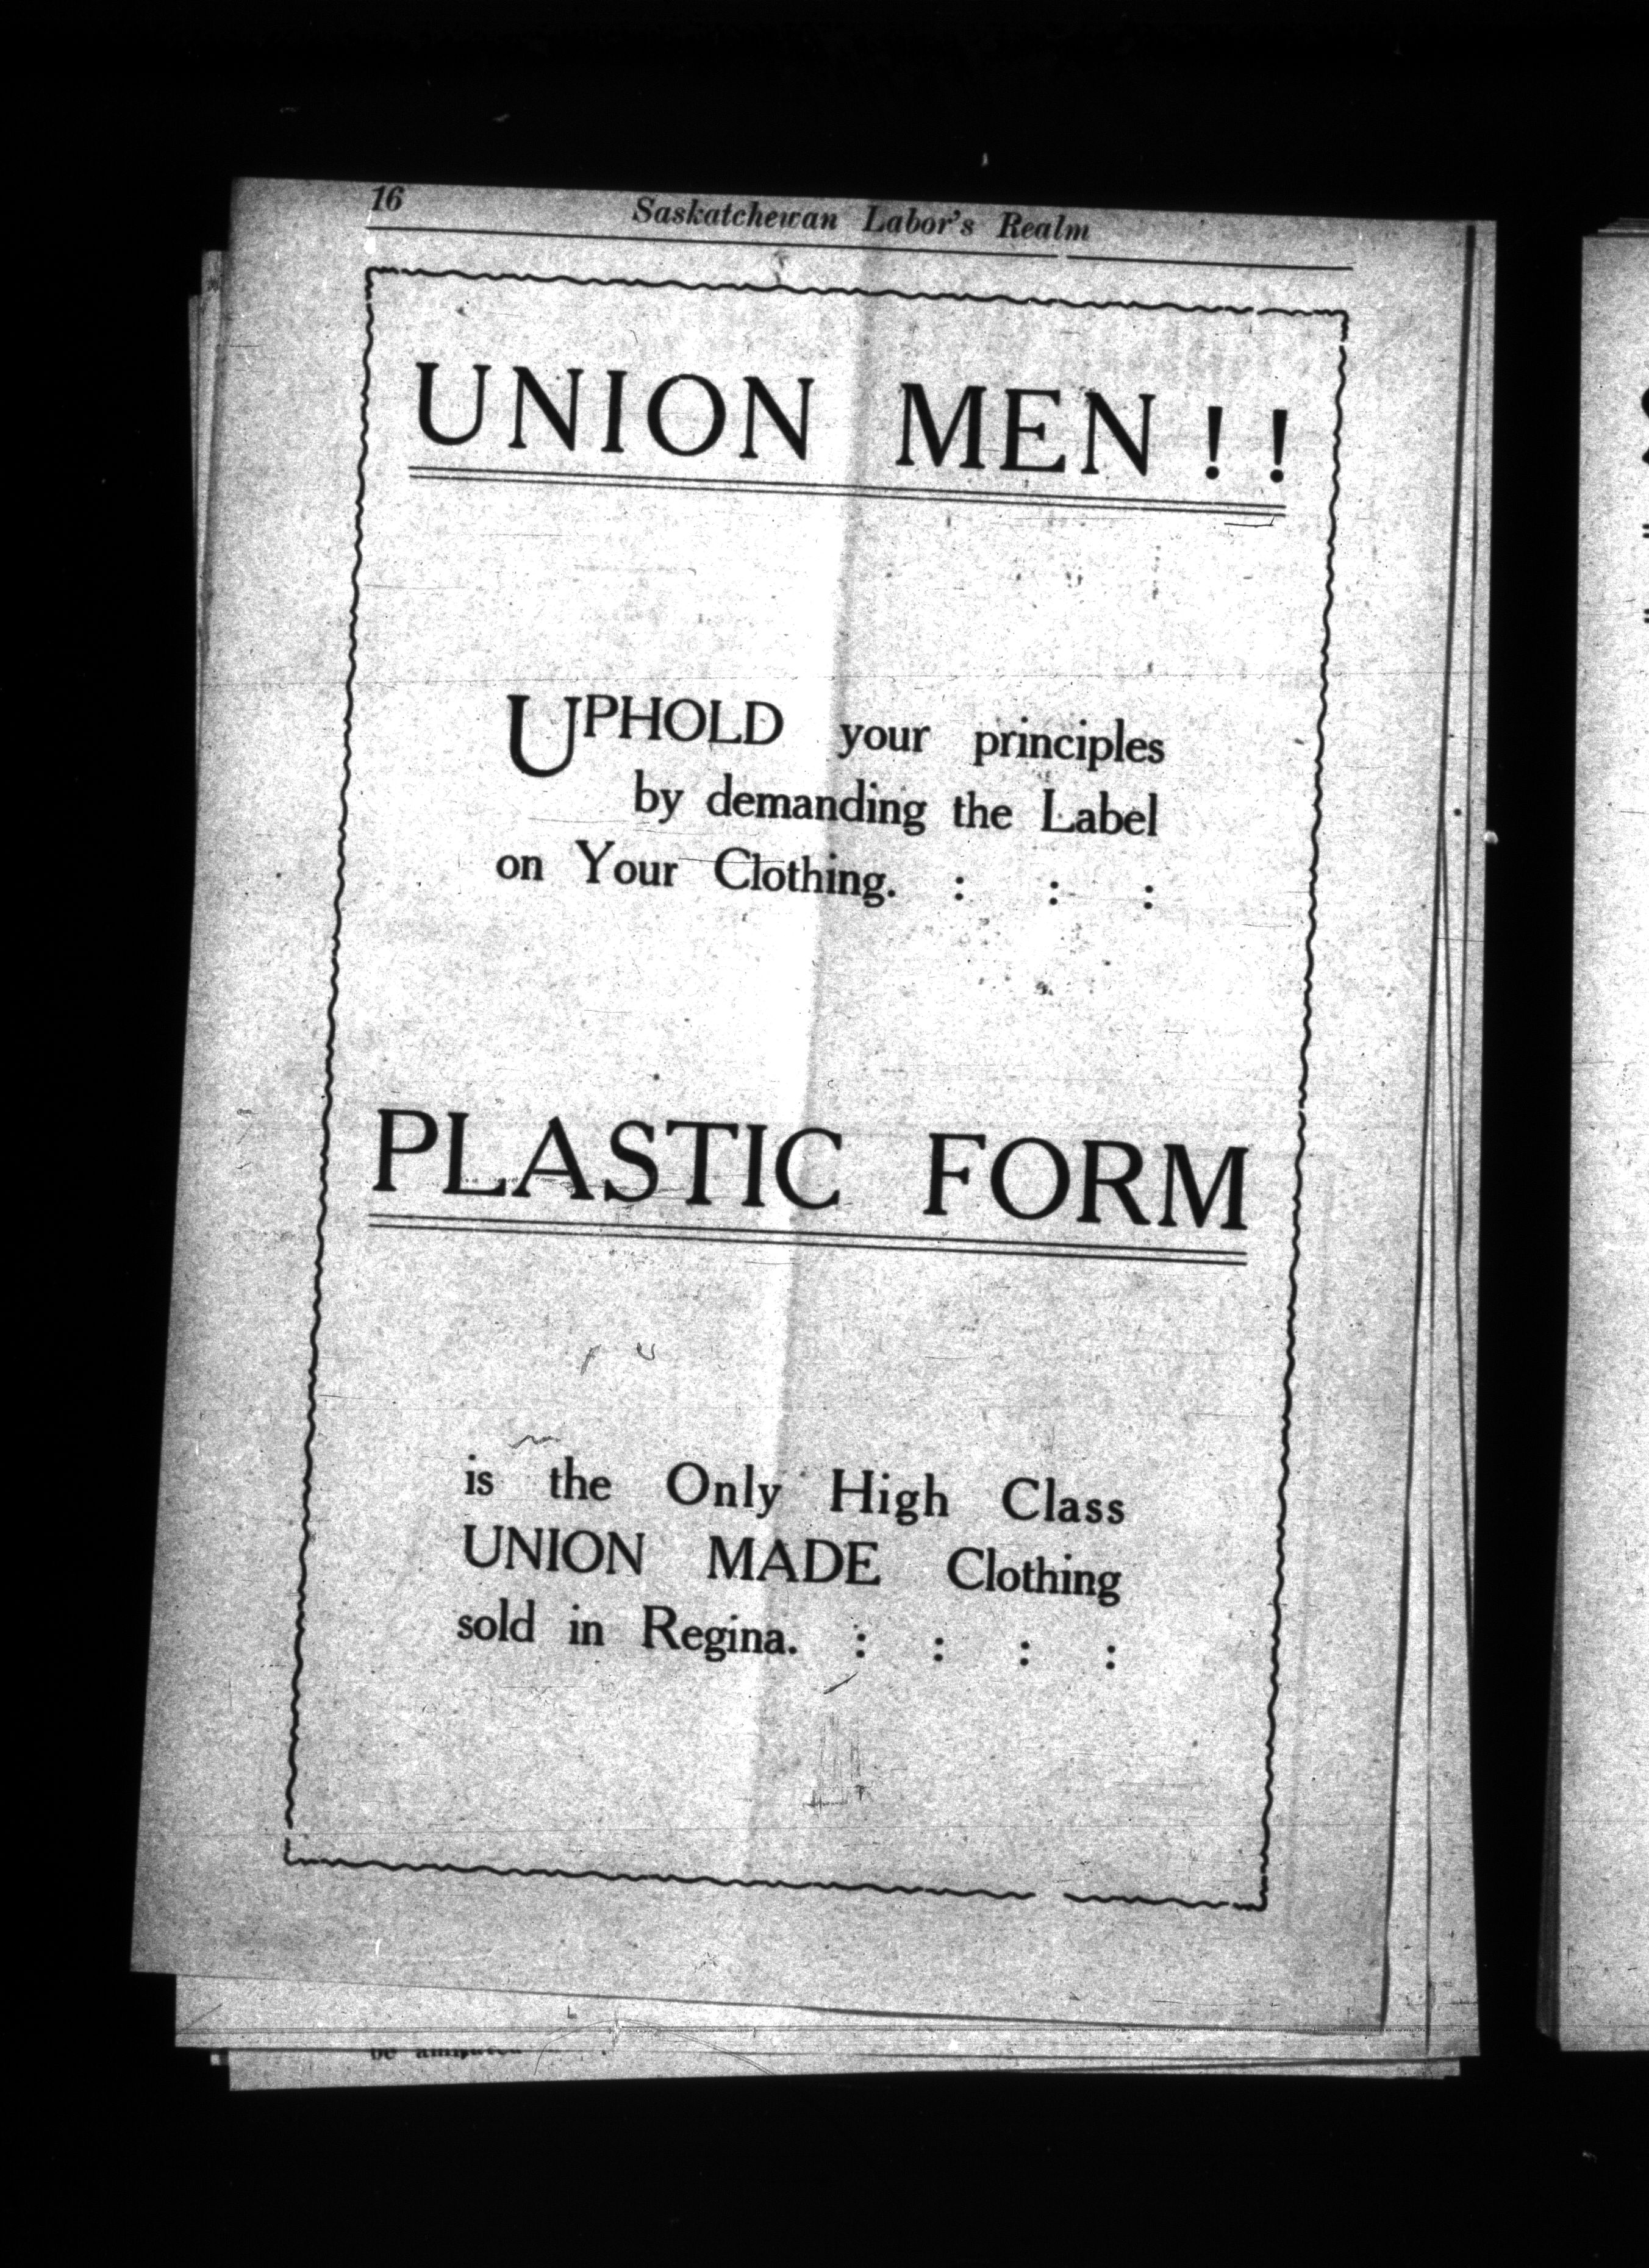 16
Saskatchewan Labor's Realm
UNION MEN!!
UPHOLD your principles
by demanding the Label
on Your Clothing. : : :
PLASTIC FORM
is the Only High Class
UNION MADE Clothing
sold in Regina. : : : :